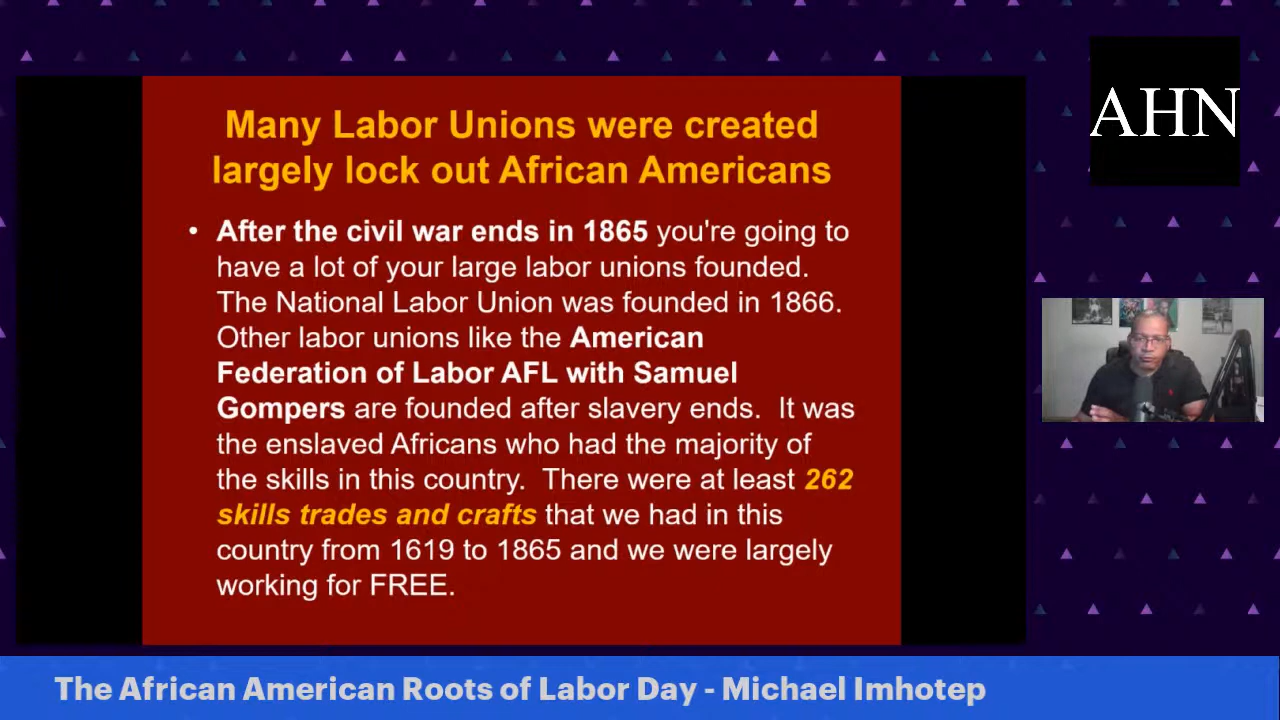 Many Labor Unions were created
largely lock out African Americans
• After the civil war ends in 1865 you're going to
have a lot of your large labor unions founded.
The National Labor Union was founded in 1866.
Other labor unions like the American
Federation of Labor AFL with Samuel
Gompers are founded after slavery ends.  It was
the enslaved Africans who had the majority of
the skills in this country.  There were at least 262
skills trades and crafts that we had in this
country from 1619 to 1865 and we were largely
working for FREE.
AHN
The African American Roots of Labor Day - Michael Imhotep